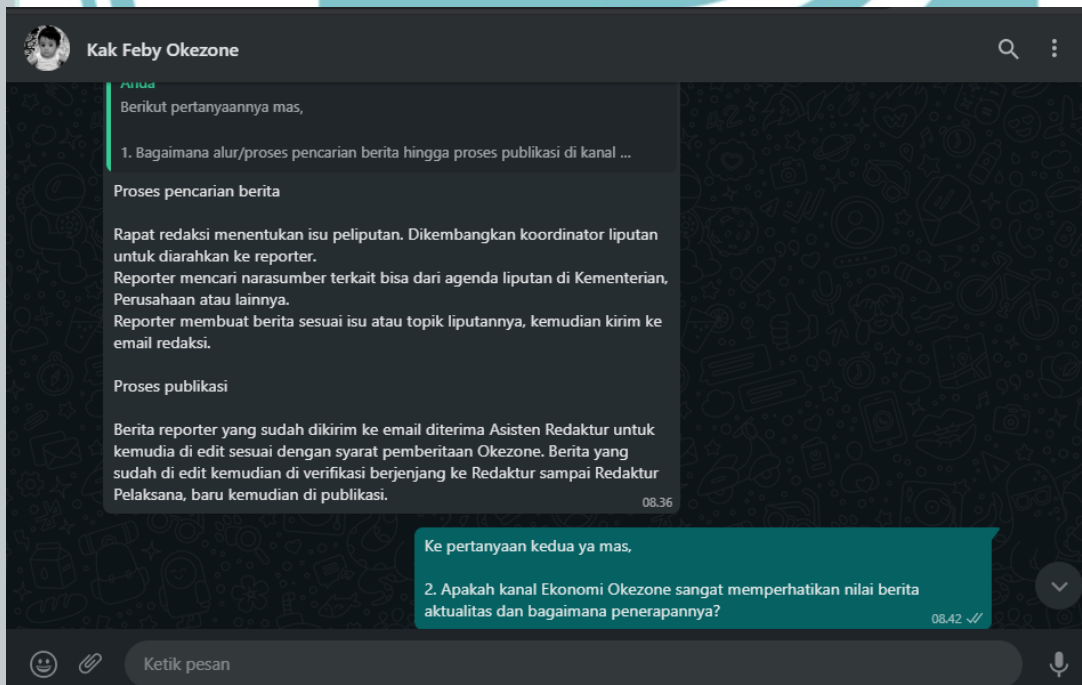 Kak Feby Okezone
Anda
Berikut pertanyaannya mas,
1. Bagaimana alur/proses pencarian berita hingga proses publikasi di kanal ...
Proses pencarian berita
Rapat redaksi menentukan isu peliputan. Dikembangkan koordinator liputan
untuk diarahkan ke reporter.
Reporter mencari narasumber terkait bisa dari agenda liputan di Kementerian,
Perusahaan atau lainnya.
Reporter membuat berita sesuai isu atau topik liputannya, kemudian kirim ke
email redaksi.
Proses publikasi
Berita reporter yang sudah dikirim ke email diterima Asisten Redaktur untuk
kemudia di edit sesuai dengan syarat pemberitaan Okezone. Berita yang
sudah di edit kemudian di verifikasi berjenjang ke Redaktur sampai Redaktur
Pelaksana, baru kemudian di publikasi.
08.36
Ke pertanyaan kedua ya mas,
2. Apakah kanal Ekonomi Okezone sangat memperhatikan nilai berita
aktualitas dan bagaimana penerapannya?
08.42
Ketik pesan